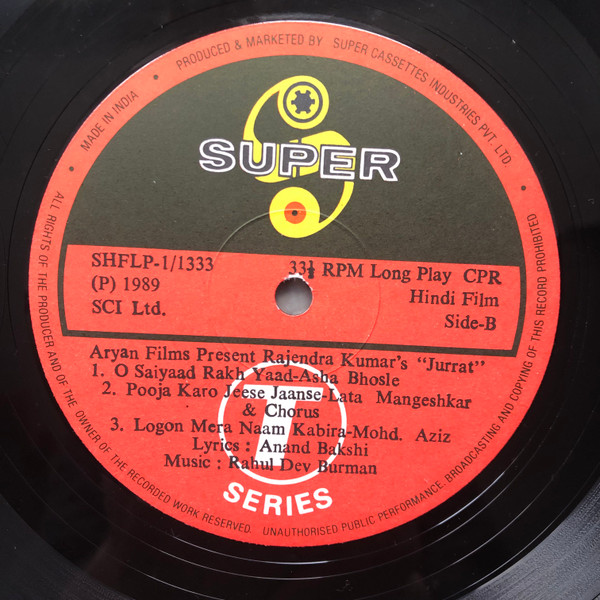 PRODUCED & MARKETED BY SUPER CASSETTES INDUSTRIES PVT. LTD.
MADE IN INDIA
SUPER
SHFLP-1/1333
33⅓ RPM Long Play CPR
(P) 1989
Hindi Film
SCI Ltd.
Side-B
Aryan Films Present Rajendra Kumar's "Jurrat"
1. O Saiyaad Rakh Yaad-Asha Bhosle
2. Pooja Karo Jeese Jaanse-Lata Mangeshkar
& Chorus
3. Logon Mera Naam Kabira-Mohd. Aziz
Lyrics : Anand Bakshi
Music : Rahul Dev Burman
T
SERIES
ALL RIGHTS OF THE PRODUCER AND OF THE OWNER OF THE RECORDED WORK RESERVED. UNAUTHORISED PUBLIC PERFORMANCE, BROADCASTING AND COPYING OF THIS RECORD PROHIBITED